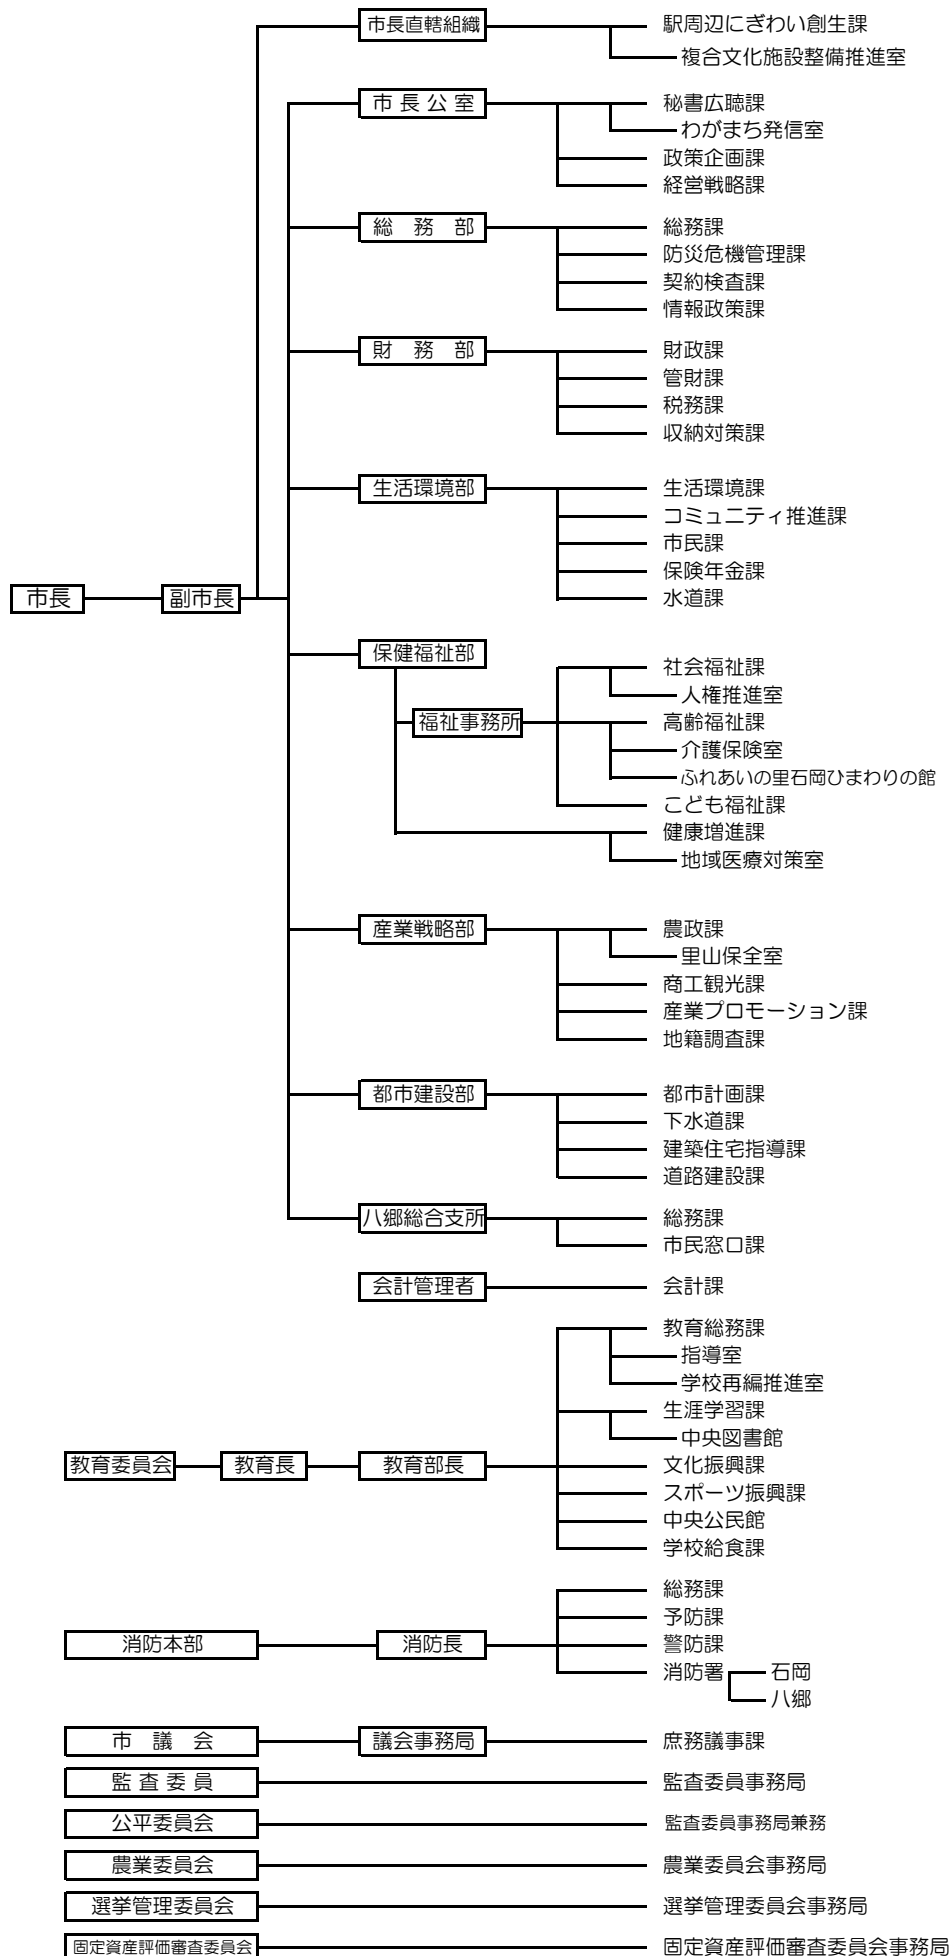 市長直轄組織 駅周辺にぎわい創生課
複合文化施設整備推進室
市長公室 秘書広聴課
わがまち発信室
政策企画課
経営戦略課
総務部 総務課
防災危機管理課
契約検査課
情報政策課
財務部 財政課
管財課
税務課
収納対策課
生活環境部 生活環境課
コミュニティ推進課
市民課
保険年金課
市長 副市長 水道課
保健福祉部
社会福祉課
人権推進室
福祉事務所 高齢福祉課
介護保険室
ふれあいの里石岡ひまわりの館
こども福祉課
健康増進課
地域医療対策室
産業戦略部 農政課
里山保全室
商工観光課
産業プロモーション課
地籍調査課
都市建設部 都市計画課
下水道課
建築住宅指導課
道路建設課
八郷総合支所 総務課
市民窓口課
会計管理者 会計課
教育総務課
指導室
学校再編推進室
生涯学習課
中央図書館
教育委員会 教育長 教育部長 文化振興課
スポーツ振興課
中央公民館
学校給食課
総務課
予防課
消防本部 消防長 警防課
消防署 石岡
八郷
市議会 議会事務局 庶務議事課
監査委員 監査委員事務局
公平委員会 監査委員事務局兼務
農業委員会 農業委員会事務局
選挙管理委員会 選挙管理委員会事務局
固定資産評価審査委員会 固定資産評価審査委員会事務局